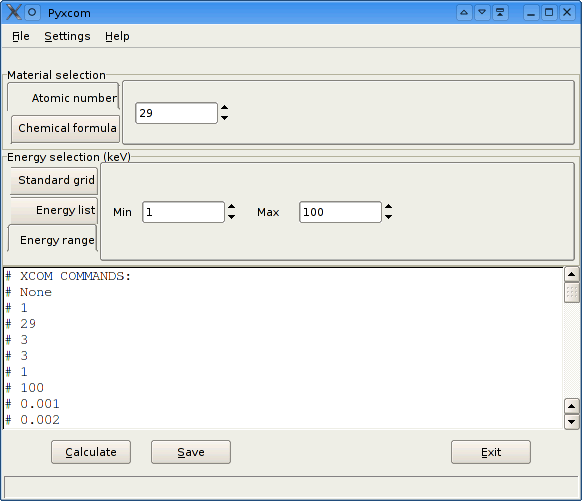 Pyxcom
File Settings Help
Material selection
Atomic number
29
Chemical formula
Energy selection (keV)
Standard grid
Energy list
Min 1 Max 100
Energy range
# XCOM COMMANDS:
# None
# 1
# 29
# 3
# 3
# 1
# 100
# 0.001
# 0.002
Calculate Save Exit